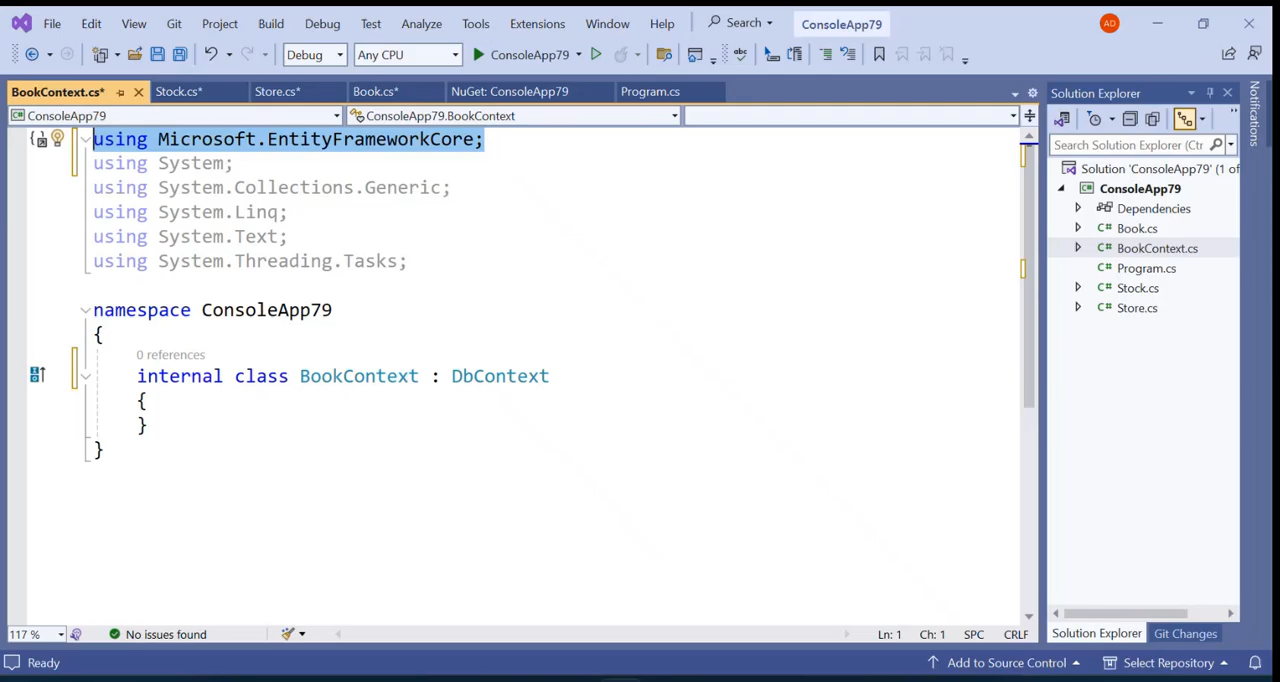 File Edit View Git Project Build Debug Test Analyze Tools Extensions Window Help Search ConsoleApp79 AD
Debug Any CPU ConsoleApp79 abc
BookContext.cs* Stock.cs* Store.cs* Book.cs* NuGet: ConsoleApp79 Program.cs
ConsoleApp79 ConsoleApp79.BookContext
using Microsoft.EntityFrameworkCore;
using System;
using System.Collections.Generic;
using System.Linq;
using System.Text;
using System.Threading.Tasks;
namespace ConsoleApp79
{
0 references
internal class BookContext : DbContext
{
}
}
117 % No issues found Ln: 1 Ch: 1 SPC CRLF
Solution Explorer
Search Solution Explorer (Ctr
Solution 'ConsoleApp79' (1 of
C# ConsoleApp79
Dependencies
C# Book.cs
C# BookContext.cs
C# Program.cs
C# Stock.cs
C# Store.cs
Solution Explorer Git Changes
Notifications
Ready Add to Source Control Select Repository